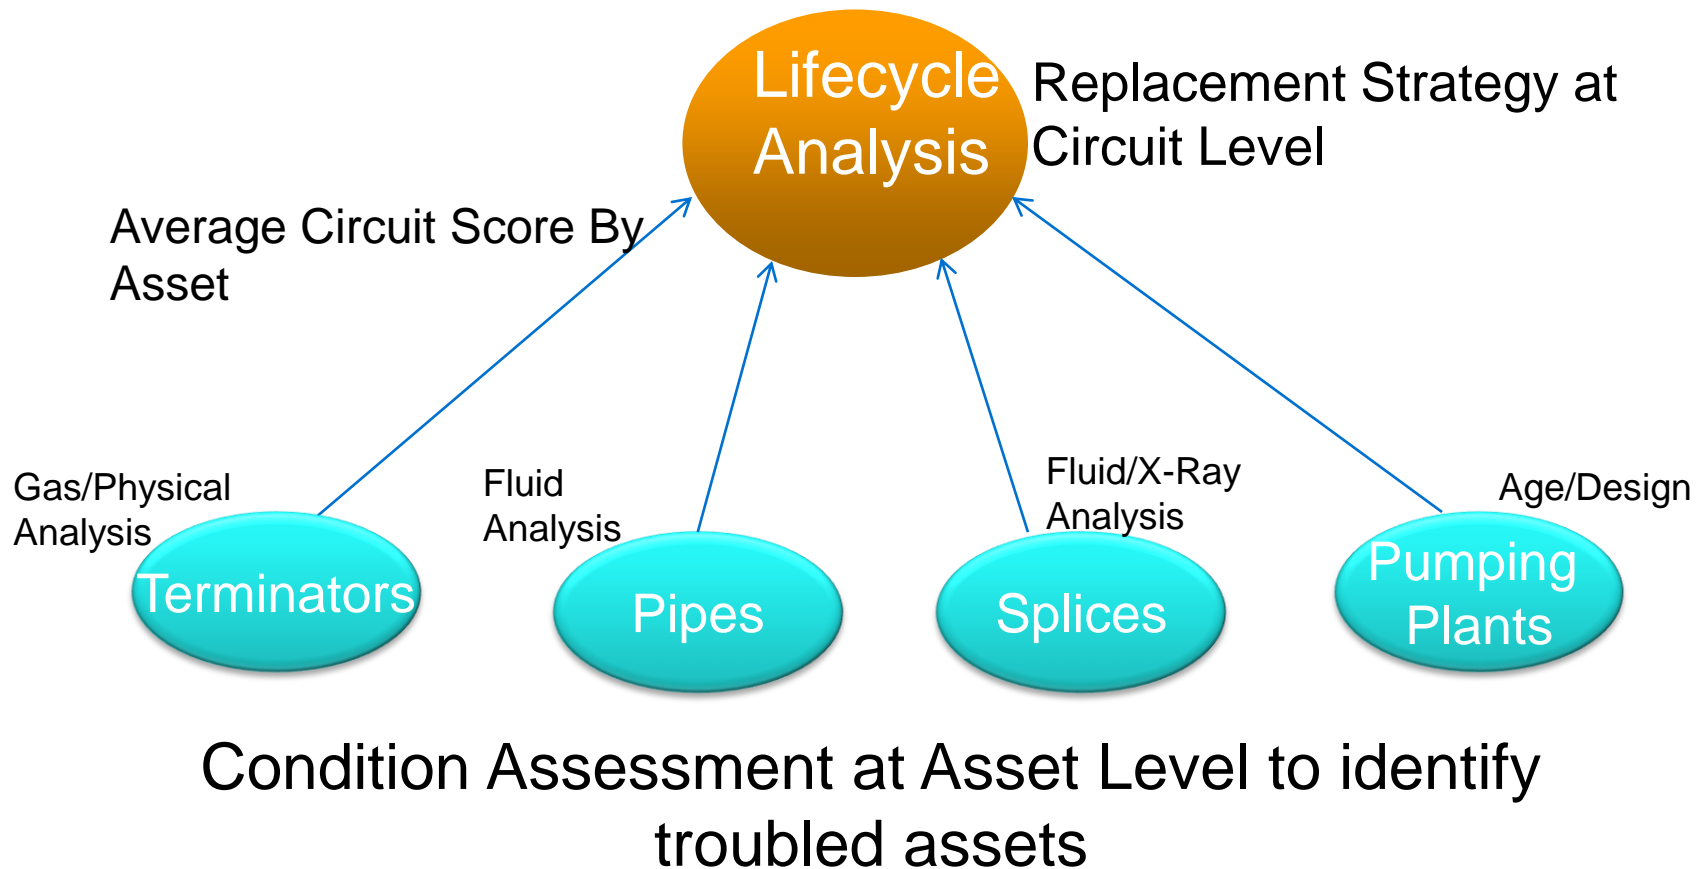 Lifecycle
Analysis
Replacement Strategy at
Circuit Level
Average Circuit Score By
Asset
Gas/Physical
Analysis
Fluid
Analysis
Fluid/X-Ray
Analysis
Age/Design
Terminators
Pipes
Splices
Pumping
Plants
Condition Assessment at Asset Level to identify
troubled assets